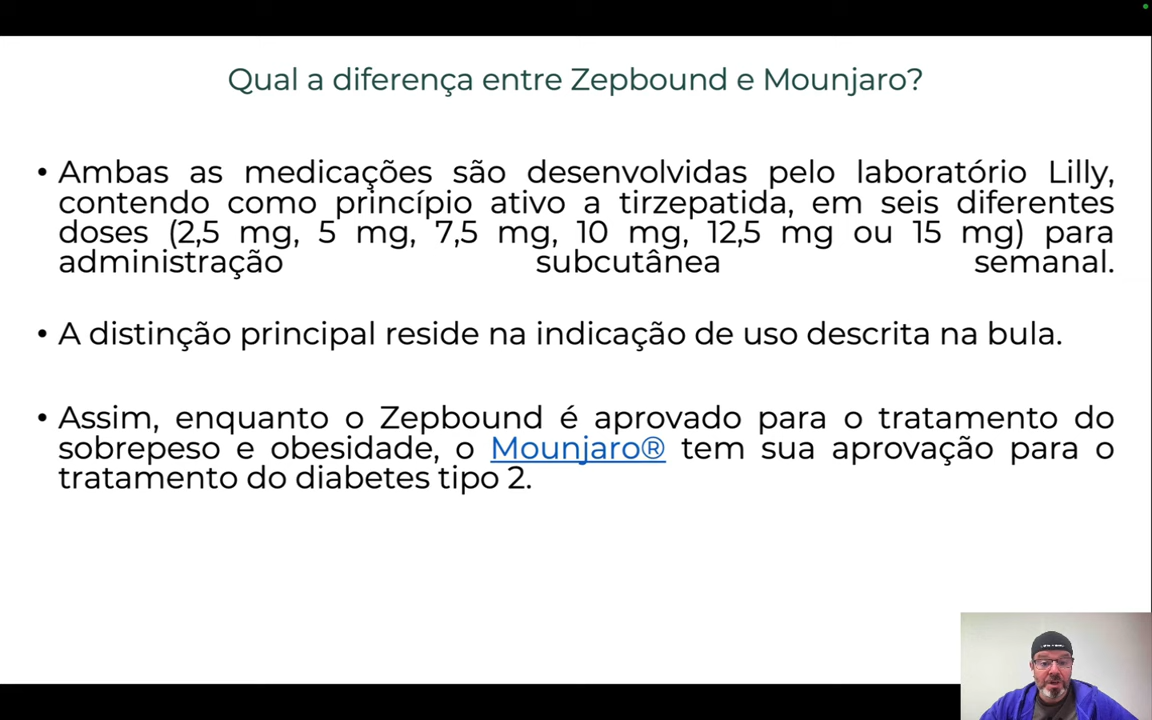 Qual a diferença entre Zepbound e Mounjaro?
• Ambas as medicações são desenvolvidas pelo laboratório Lilly,
contendo como princípio ativo a tirzepatida, em seis diferentes
doses (2,5 mg, 5 mg, 7,5 mg, 10 mg, 12,5 mg ou 15 mg) para
administração subcutânea semanal.
• A distinção principal reside na indicação de uso descrita na bula.
• Assim, enquanto o Zepbound é aprovado para o tratamento do
sobrepeso e obesidade, o Mounjaro® tem sua aprovação para o
tratamento do diabetes tipo 2.